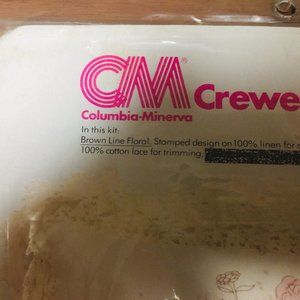 CM®
Crewe
Columbia-Minerva
In this kit:
Brown Line Floral. Stamped design on 100% linen for
100% cotton lace for trimming.